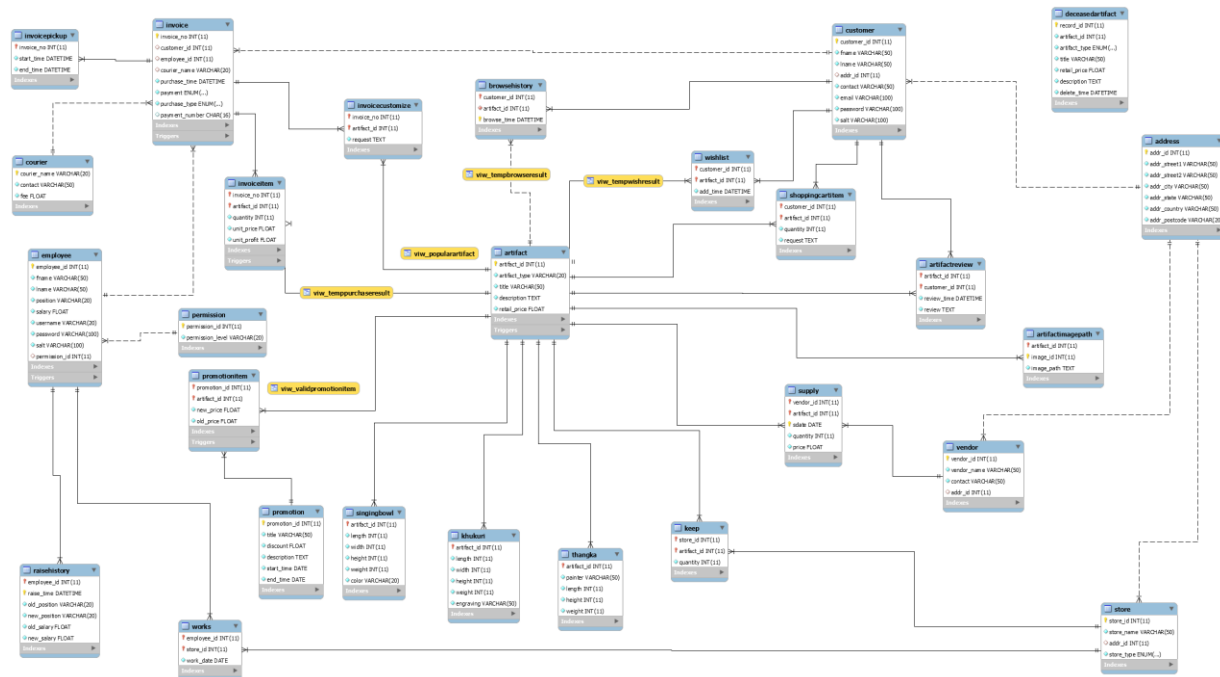 invoicepickup
invoice_no INT(11)
start_time DATETIME
end_time DATETIME
Indexes
invoice
invoice_no INT(11)
customer_id INT(11)
employee_id INT(11)
courier_name VARCHAR(20)
purchase_time DATETIME
payment ENUM(...)
purchase_type ENUM(...)
payment_number CHAR(16)
Indexes
Triggers
customer
customer_id INT(11)
fname VARCHAR(50)
lname VARCHAR(50)
addr_id INT(11)
contact VARCHAR(50)
email VARCHAR(100)
password VARCHAR(100)
salt VARCHAR(100)
Indexes
deceasedartifact
record_id INT(11)
artifact_id INT(11)
artifact_type ENUM(...)
title VARCHAR(50)
retail_price FLOAT
description TEXT
delete_time DATETIME
Indexes
invoicecustomize
invoice_no INT(11)
artifact_id INT(11)
request TEXT
Indexes
browsehistory
customer_id INT(11)
artifact_id INT(11)
browse_time DATETIME
Indexes
address
addr_id INT(11)
addr_street1 VARCHAR(50)
addr_street2 VARCHAR(50)
addr_city VARCHAR(50)
addr_state VARCHAR(50)
addr_country VARCHAR(50)
addr_postcode VARCHAR(20)
Indexes
courier
courier_name VARCHAR(20)
contact VARCHAR(50)
fee FLOAT
Indexes
wishlist
customer_id INT(11)
artifact_id INT(11)
add_time DATETIME
Indexes
viw_tempbrowseresult
viw_tempwishresult
invoiceitem
invoice_no INT(11)
artifact_id INT(11)
quantity INT(11)
unit_price FLOAT
unit_profit FLOAT
Indexes
Triggers
shoppingcartitem
customer_id INT(11)
artifact_id INT(11)
quantity INT(11)
request TEXT
Indexes
employee
employee_id INT(11)
fname VARCHAR(50)
lname VARCHAR(50)
position VARCHAR(20)
salary FLOAT
username VARCHAR(20)
password VARCHAR(100)
salt VARCHAR(100)
permission_id INT(11)
Indexes
Triggers
viw_popularartifact
artifact
artifact_id INT(11)
artifact_type VARCHAR(20)
title VARCHAR(50)
description TEXT
retail_price FLOAT
Indexes
Triggers
artifactreview
artifact_id INT(11)
customer_id INT(11)
review_time DATETIME
review TEXT
Indexes
viw_temppurchaseresult
permission
permission_id INT(11)
permission_level VARCHAR(20)
Indexes
artifactimagepath
artifact_id INT(11)
image_id INT(11)
image_path TEXT
Indexes
promotionitem
promotion_id INT(11)
artifact_id INT(11)
new_price FLOAT
old_price FLOAT
Indexes
Triggers
viw_validpromotionitem
supply
vendor_id INT(11)
artifact_id INT(11)
sdate DATE
quantity INT(11)
price FLOAT
Indexes
vendor
vendor_id INT(11)
vendor_name VARCHAR(50)
contact VARCHAR(50)
addr_id INT(11)
Indexes
promotion
promotion_id INT(11)
title VARCHAR(50)
discount FLOAT
description TEXT
start_time DATE
end_time DATE
Indexes
singingbowl
artifact_id INT(11)
length INT(11)
width INT(11)
height INT(11)
weight INT(11)
color VARCHAR(20)
Indexes
khukuri
artifact_id INT(11)
length INT(11)
width INT(11)
height INT(11)
weight INT(11)
engraving VARCHAR(50)
Indexes
thangka
artifact_id INT(11)
painter VARCHAR(50)
length INT(11)
height INT(11)
weight INT(11)
Indexes
keep
store_id INT(11)
artifact_id INT(11)
quantity INT(11)
Indexes
raisehistory
employee_id INT(11)
raise_time DATETIME
old_position VARCHAR(20)
new_position VARCHAR(20)
old_salary FLOAT
new_salary FLOAT
Indexes
works
employee_id INT(11)
store_id INT(11)
work_date DATE
Indexes
store
store_id INT(11)
store_name VARCHAR(50)
addr_id INT(11)
store_type ENUM(...)
Indexes